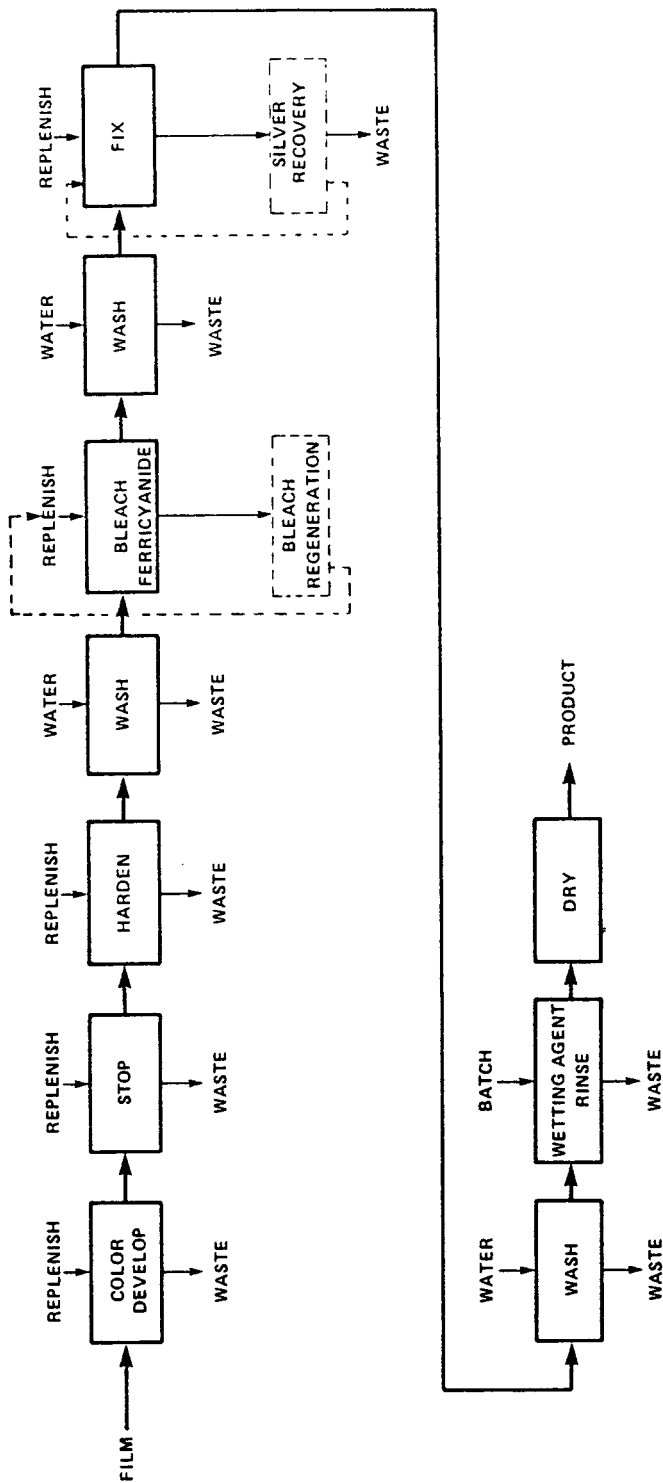 FILM
REPLENISH
COLOR
DEVELOP
WASTE
REPLENISH
STOP
WASTE
REPLENISH
HARDEN
WASTE
WATER
WASH
WASTE
REPLENISH
BLEACH
FERRICYANIDE
BLEACH
REGENERATION
WATER
WASH
WASTE
REPLENISH
FIX
SILVER
RECOVERY
WASTE
WATER
WASH
WASTE
BATCH
WETTING AGENT
RINSE
WASTE
DRY
PRODUCT